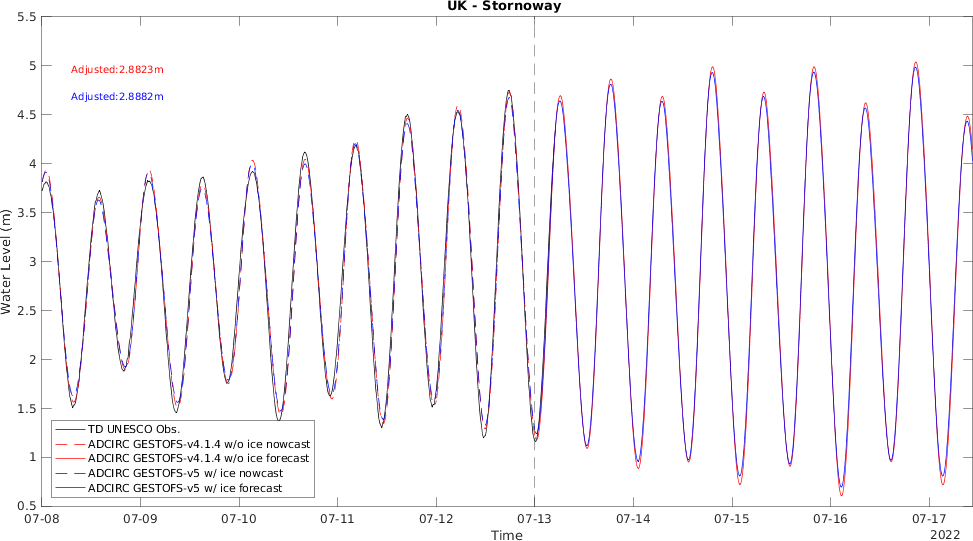 UK - Stornoway
5.5
5
4.5
4
3.5
3
2.5
2
1.5
1
0.5
Water Level (m)
Adjusted:2.8823m
Adjusted:2.8882m
TD UNESCO Obs.
ADCIRC GESTOFS-v4.1.4 w/o ice nowcast
ADCIRC GESTOFS-v4.1.4 w/o ice forecast
ADCIRC GESTOFS-v5 w/ ice nowcast
ADCIRC GESTOFS-v5 w/ ice forecast
07-08 07-09 07-10 07-11 07-12 07-13 07-14 07-15 07-16 07-17
Time
2022